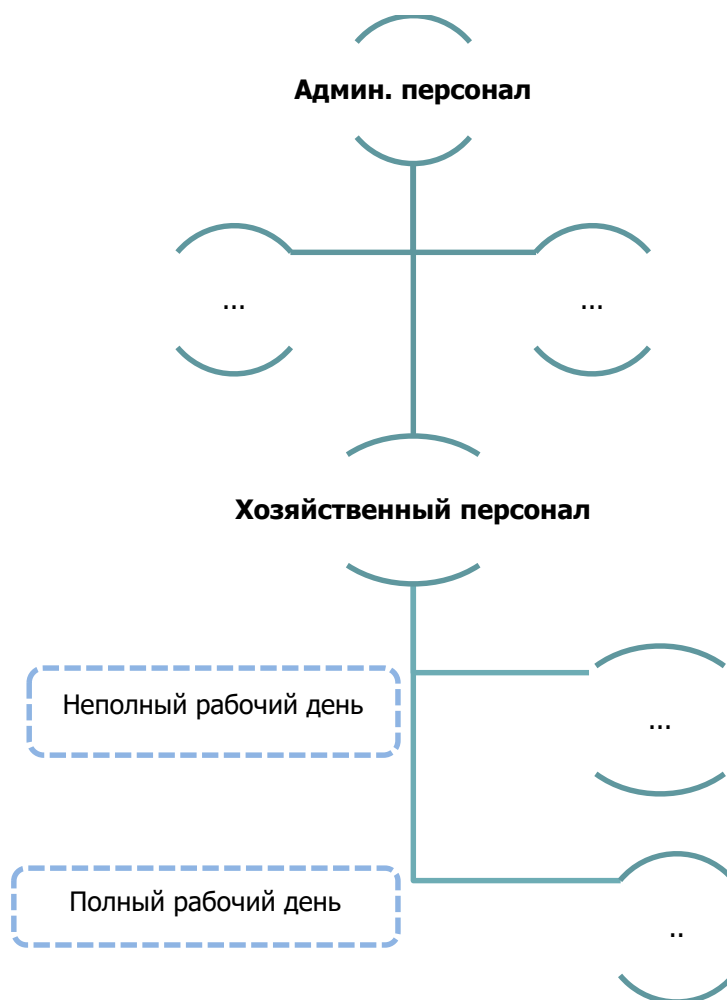 Админ. персонал
...
...
Хозяйственный персонал
Неполный рабочий день
...
Полный рабочий день
..